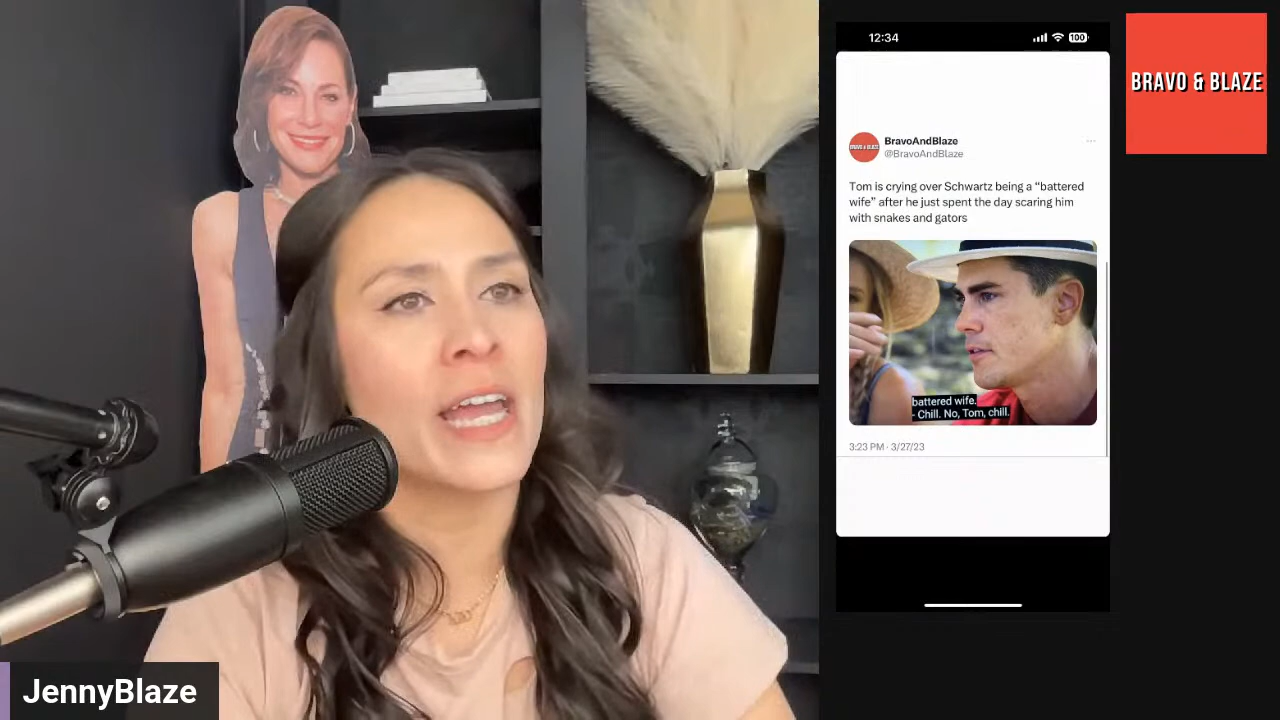 12:34
100
BRAVO & BLAZE
BRAVO & BLAZE
BravoAndBlaze
@BravoAndBlaze
Tom is crying over Schwartz being a “battered
wife” after he just spent the day scaring him
with snakes and gators
battered wife.
- Chill. No, Tom, chill.
3:23 PM · 3/27/23
JennyBlaze